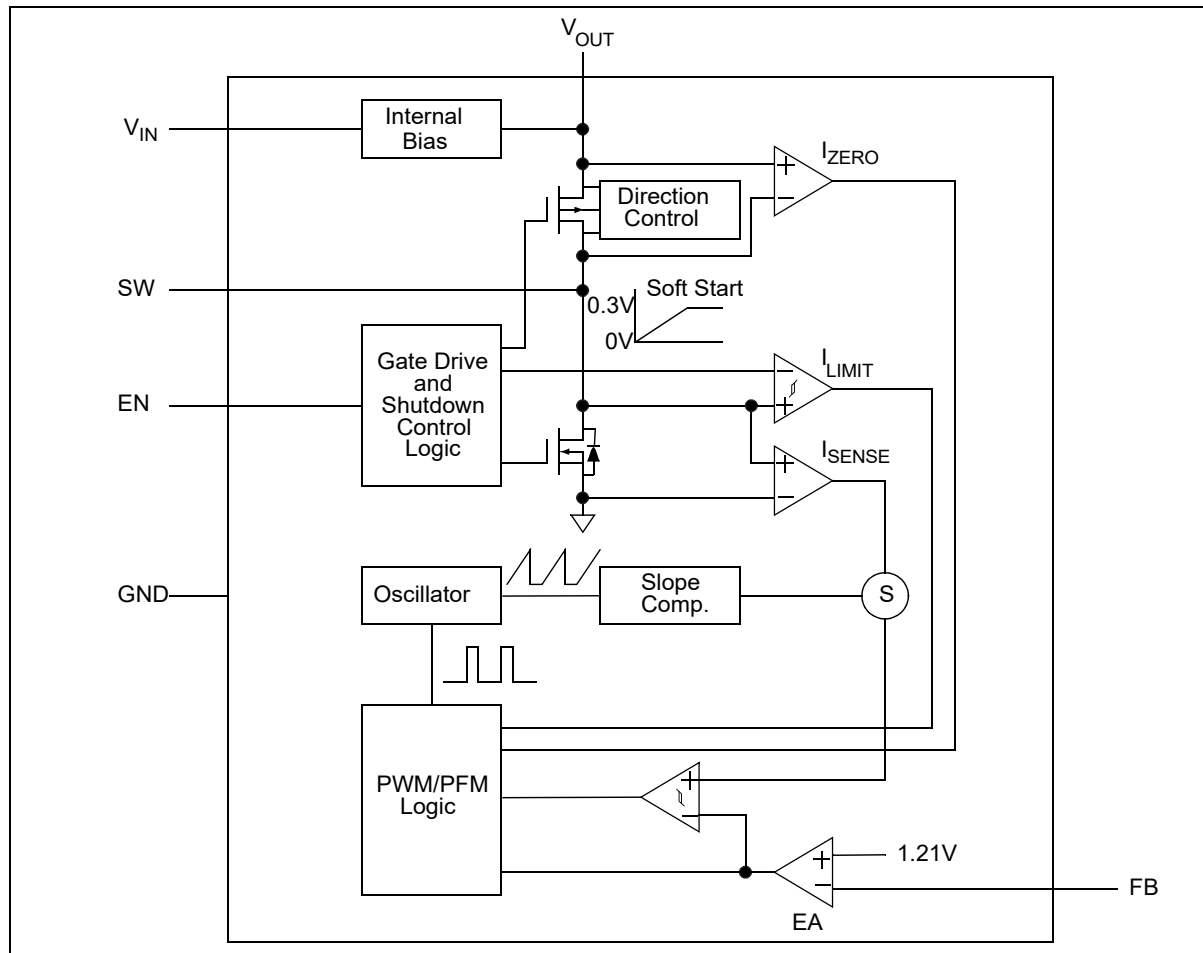 VOUT
VIN
Internal
Bias
IZERO
+
−
Direction
Control
SW
Soft Start
0.3V
0V
Gate Drive
and
Shutdown
Control
Logic
EN
ILIMIT
−
+
ISENSE
+
−
GND
Oscillator
Slope
Comp.
S
PWM/PFM
Logic
+
−
+
−
1.21V
FB
EA